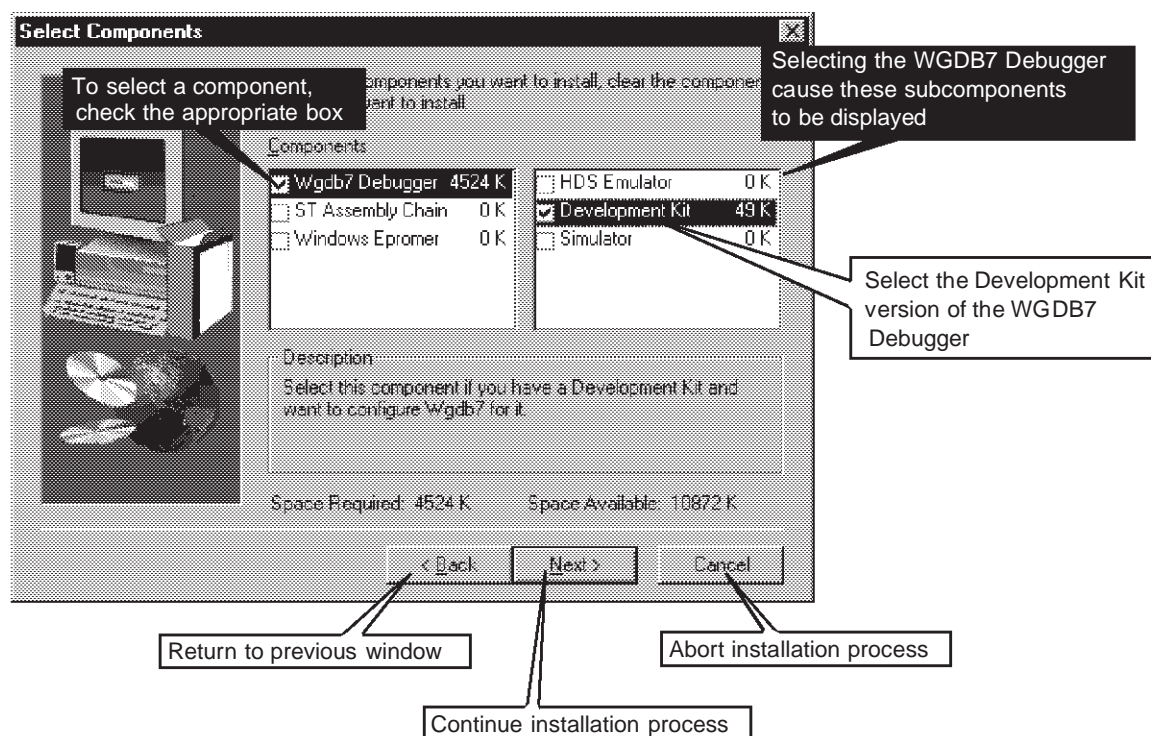 Select Components
To select a component,
check the appropriate box
components you want to install, clear the componen
want to install.
Selecting the WGDB7 Debugger
cause these subcomponents
to be displayed
Components
Wgdb7 Debugger 4524 K
ST Assembly Chain 0 K
Windows Epromer 0 K
HDS Emulator 0 K
Development Kit 49 K
Simulator 0 K
Select the Development Kit
version of the WGDB7
Debugger
Description
Select this component if you have a Development Kit and
want to configure Wgdb7 for it.
Space Required: 4524 K Space Available: 10872 K
< Back Next > Cancel
Return to previous window
Abort installation process
Continue installation process